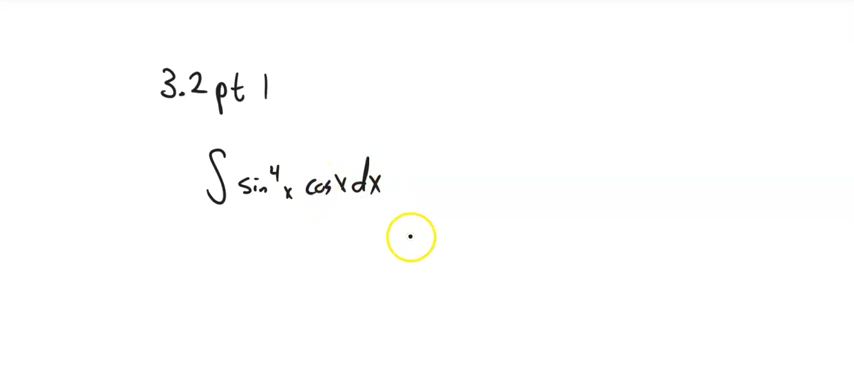 3.2 pt 1
∫ sin⁴x cos x dx